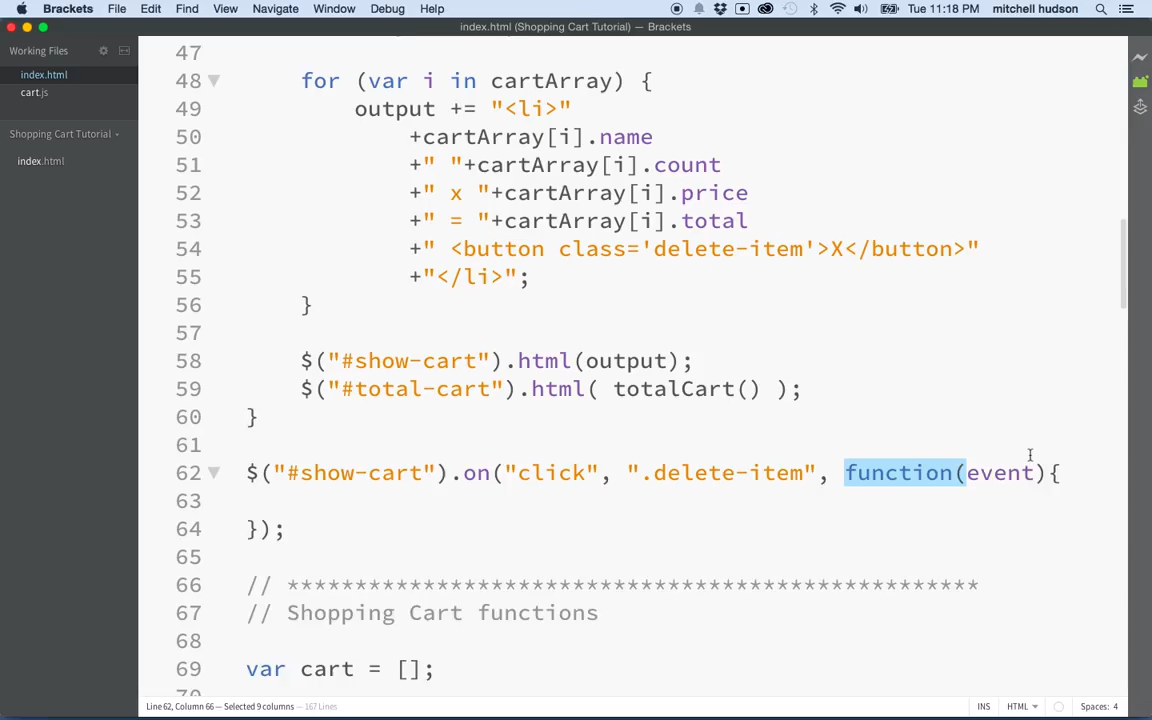 Brackets File Edit Find View Navigate Window Debug Help Tue 11:18 PM mitchell hudson
index.html (Shopping Cart Tutorial) — Brackets
Working Files
index.html
cart.js
Shopping Cart Tutorial
index.html
47
48 for (var i in cartArray) {
49 output += "<li>"
50 +cartArray[i].name
51 +" "+cartArray[i].count
52 +" x "+cartArray[i].price
53 +" = "+cartArray[i].total
54 +" <button class='delete-item'>X</button>"
55 +"</li>";
56 }
57
58 $("#show-cart").html(output);
59 $("#total-cart").html( totalCart() );
60 }
61
62 $("#show-cart").on("click", ".delete-item", function(event){
63
64 });
65
66 // ***************************************************
67 // Shopping Cart functions
68
69 var cart = [];
70
Line 62, Column 66 — Selected 9 columns — 167 Lines INS HTML Spaces: 4